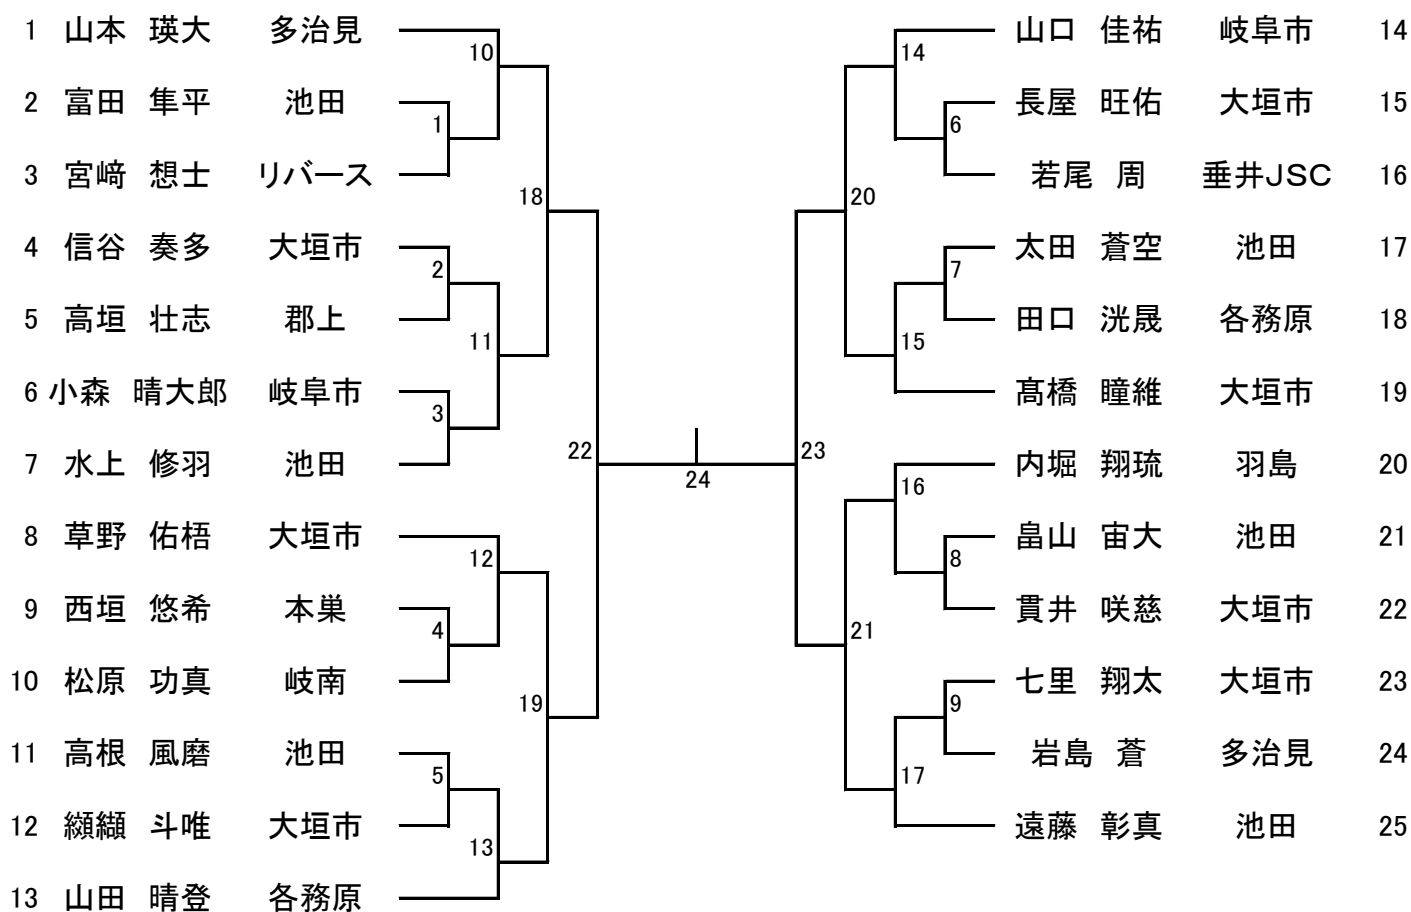 1 山本 瑛大 多治見
2 富田 隼平 池田
3 宮﨑 想士 リバース
4 信谷 奏多 大垣市
5 高垣 壮志 郡上
6 小森 晴大郎 岐阜市
7 水上 修羽 池田
8 草野 佑梧 大垣市
9 西垣 悠希 本巣
10 松原 功真 岐南
11 高根 風磨 池田
12 纐纈 斗唯 大垣市
13 山田 晴登 各務原
10
1
18
2
11
3
22
12
4
19
5
13
24
14
6
20
7
15
23
16
8
21
9
17
山口 佳祐 岐阜市 14
長屋 旺佑 大垣市 15
若尾 周 垂井JSC 16
太田 蒼空 池田 17
田口 洸晟 各務原 18
髙橋 瞳維 大垣市 19
内堀 翔琉 羽島 20
畠山 宙大 池田 21
貫井 咲慈 大垣市 22
七里 翔太 大垣市 23
岩島 蒼 多治見 24
遠藤 彰真 池田 25